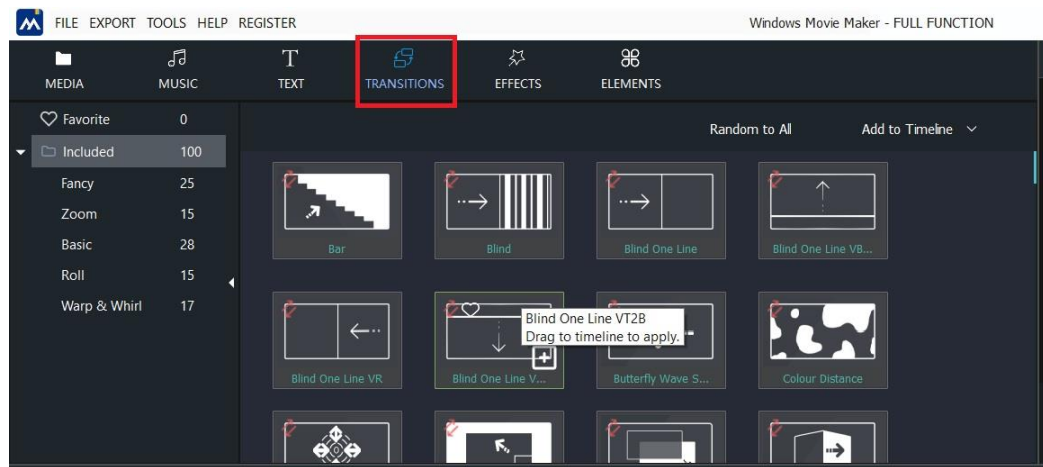 FILE EXPORT TOOLS HELP REGISTER Windows Movie Maker - FULL FUNCTION
MEDIA MUSIC TEXT TRANSITIONS EFFECTS ELEMENTS
Favorite 0
Random to All Add to Timeline
Included 100
Fancy 25
Zoom 15
Basic 28
Roll 15
Warp & Whirl 17
Bar Blind Blind One Line Blind One Line VB...
Blind One Line VT2B
Drag to timeline to apply.
Blind One Line VR Blind One Line V... Butterfly Wave S... Colour Distance